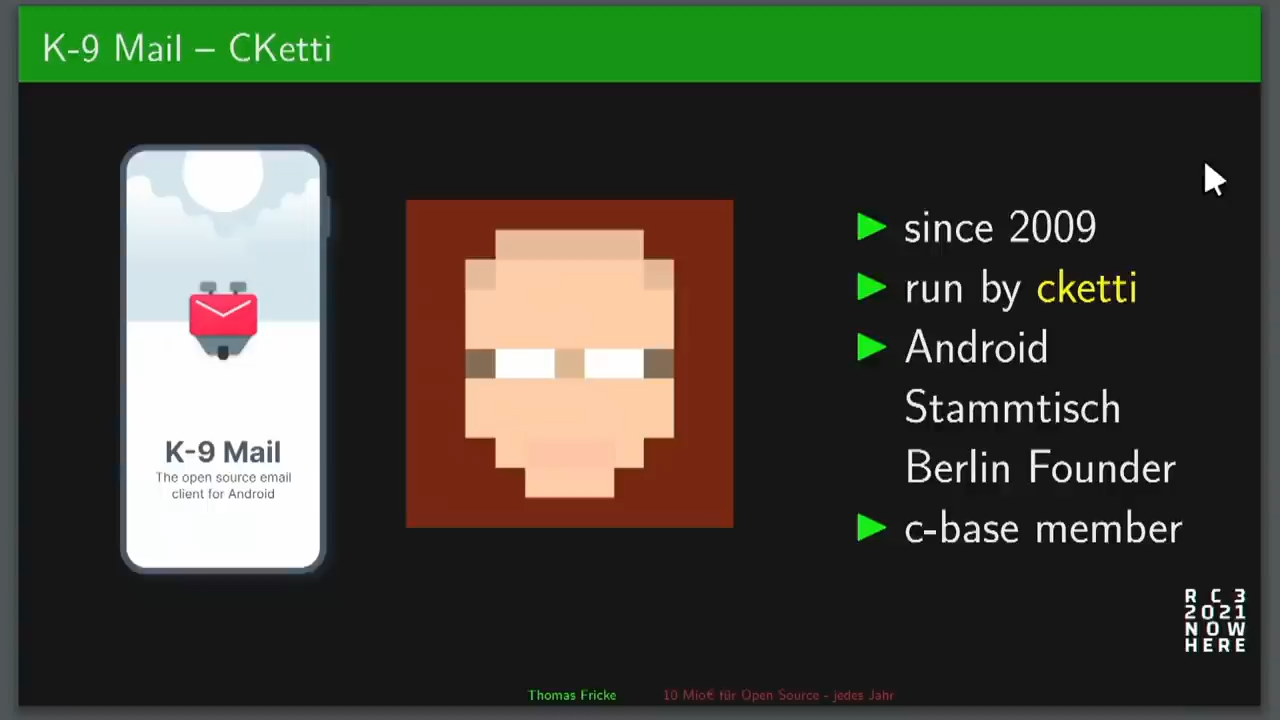 K-9 Mail – CKetti
K-9 Mail
The open source email
client for Android
► since 2009
► run by cketti
► Android
Stammtisch
Berlin Founder
► c-base member
R C 3
2021
NOW
HERE
Thomas Fricke
10 Mio€ für Open Source - jedes Jahr